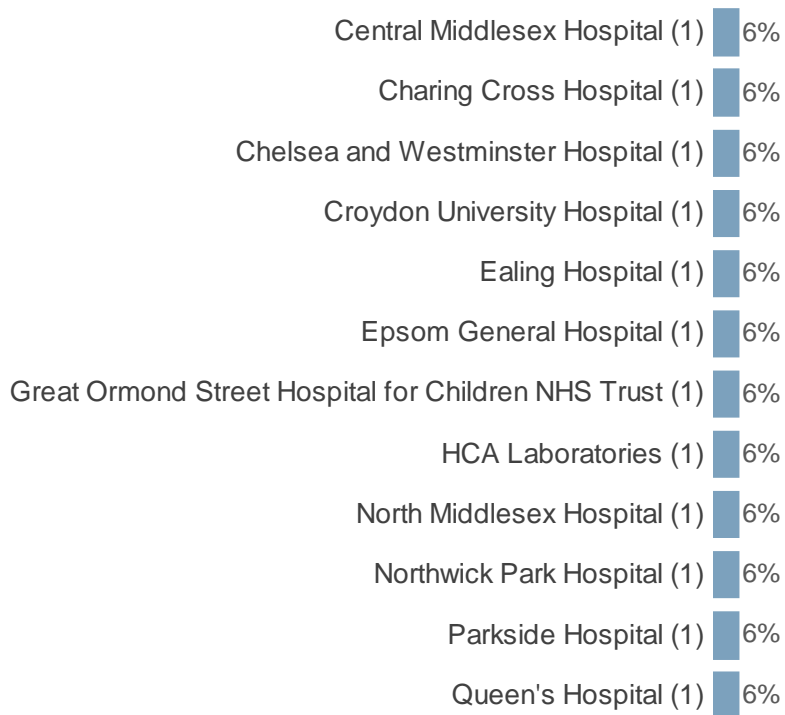 Central Middlesex Hospital (1) 6%
Charing Cross Hospital (1) 6%
Chelsea and Westminster Hospital (1) 6%
Croydon University Hospital (1) 6%
Ealing Hospital (1) 6%
Epsom General Hospital (1) 6%
Great Ormond Street Hospital for Children NHS Trust (1) 6%
HCA Laboratories (1) 6%
North Middlesex Hospital (1) 6%
Northwick Park Hospital (1) 6%
Parkside Hospital (1) 6%
Queen's Hospital (1) 6%